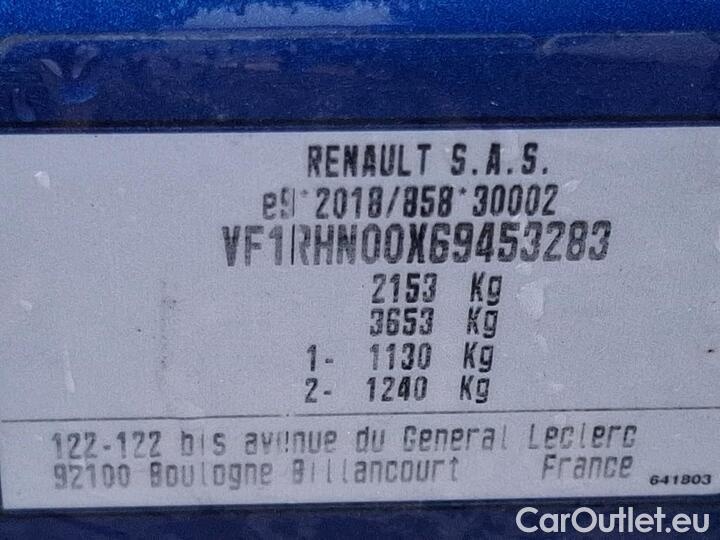 RENAULT S.A.S.
e9*2018/858*30002
VF1RHN00X69453283
2153 Kg
3653 Kg
1- 1130 Kg
2- 1240 Kg
122-122 bis avenue du General Leclerc
92100 Boulogne Billancourt France
641803
CarOutlet.eu